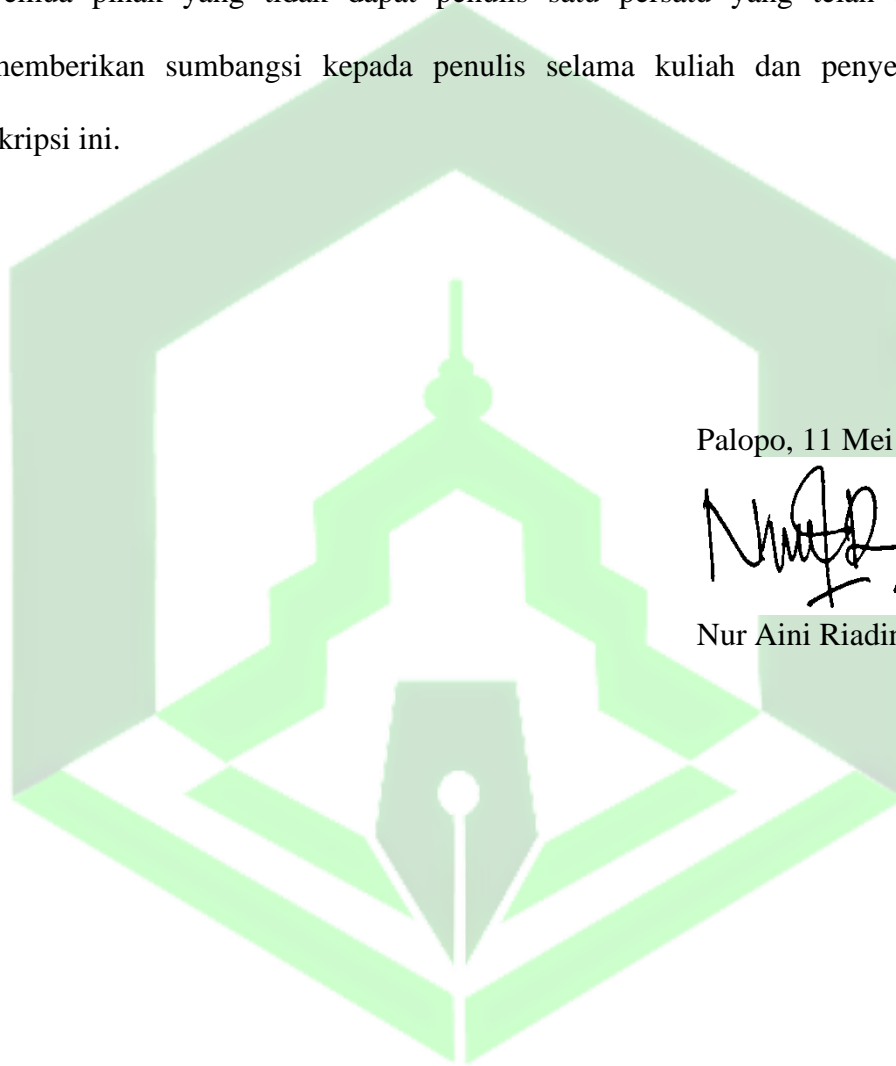 pihak yang tidak dapat penulis satu persatu yang telah
memberikan sumbangsi kepada penulis selama kuliah dan penye
kripsi ini.
Palopo, 11 Mei
Nur Aini Riadin